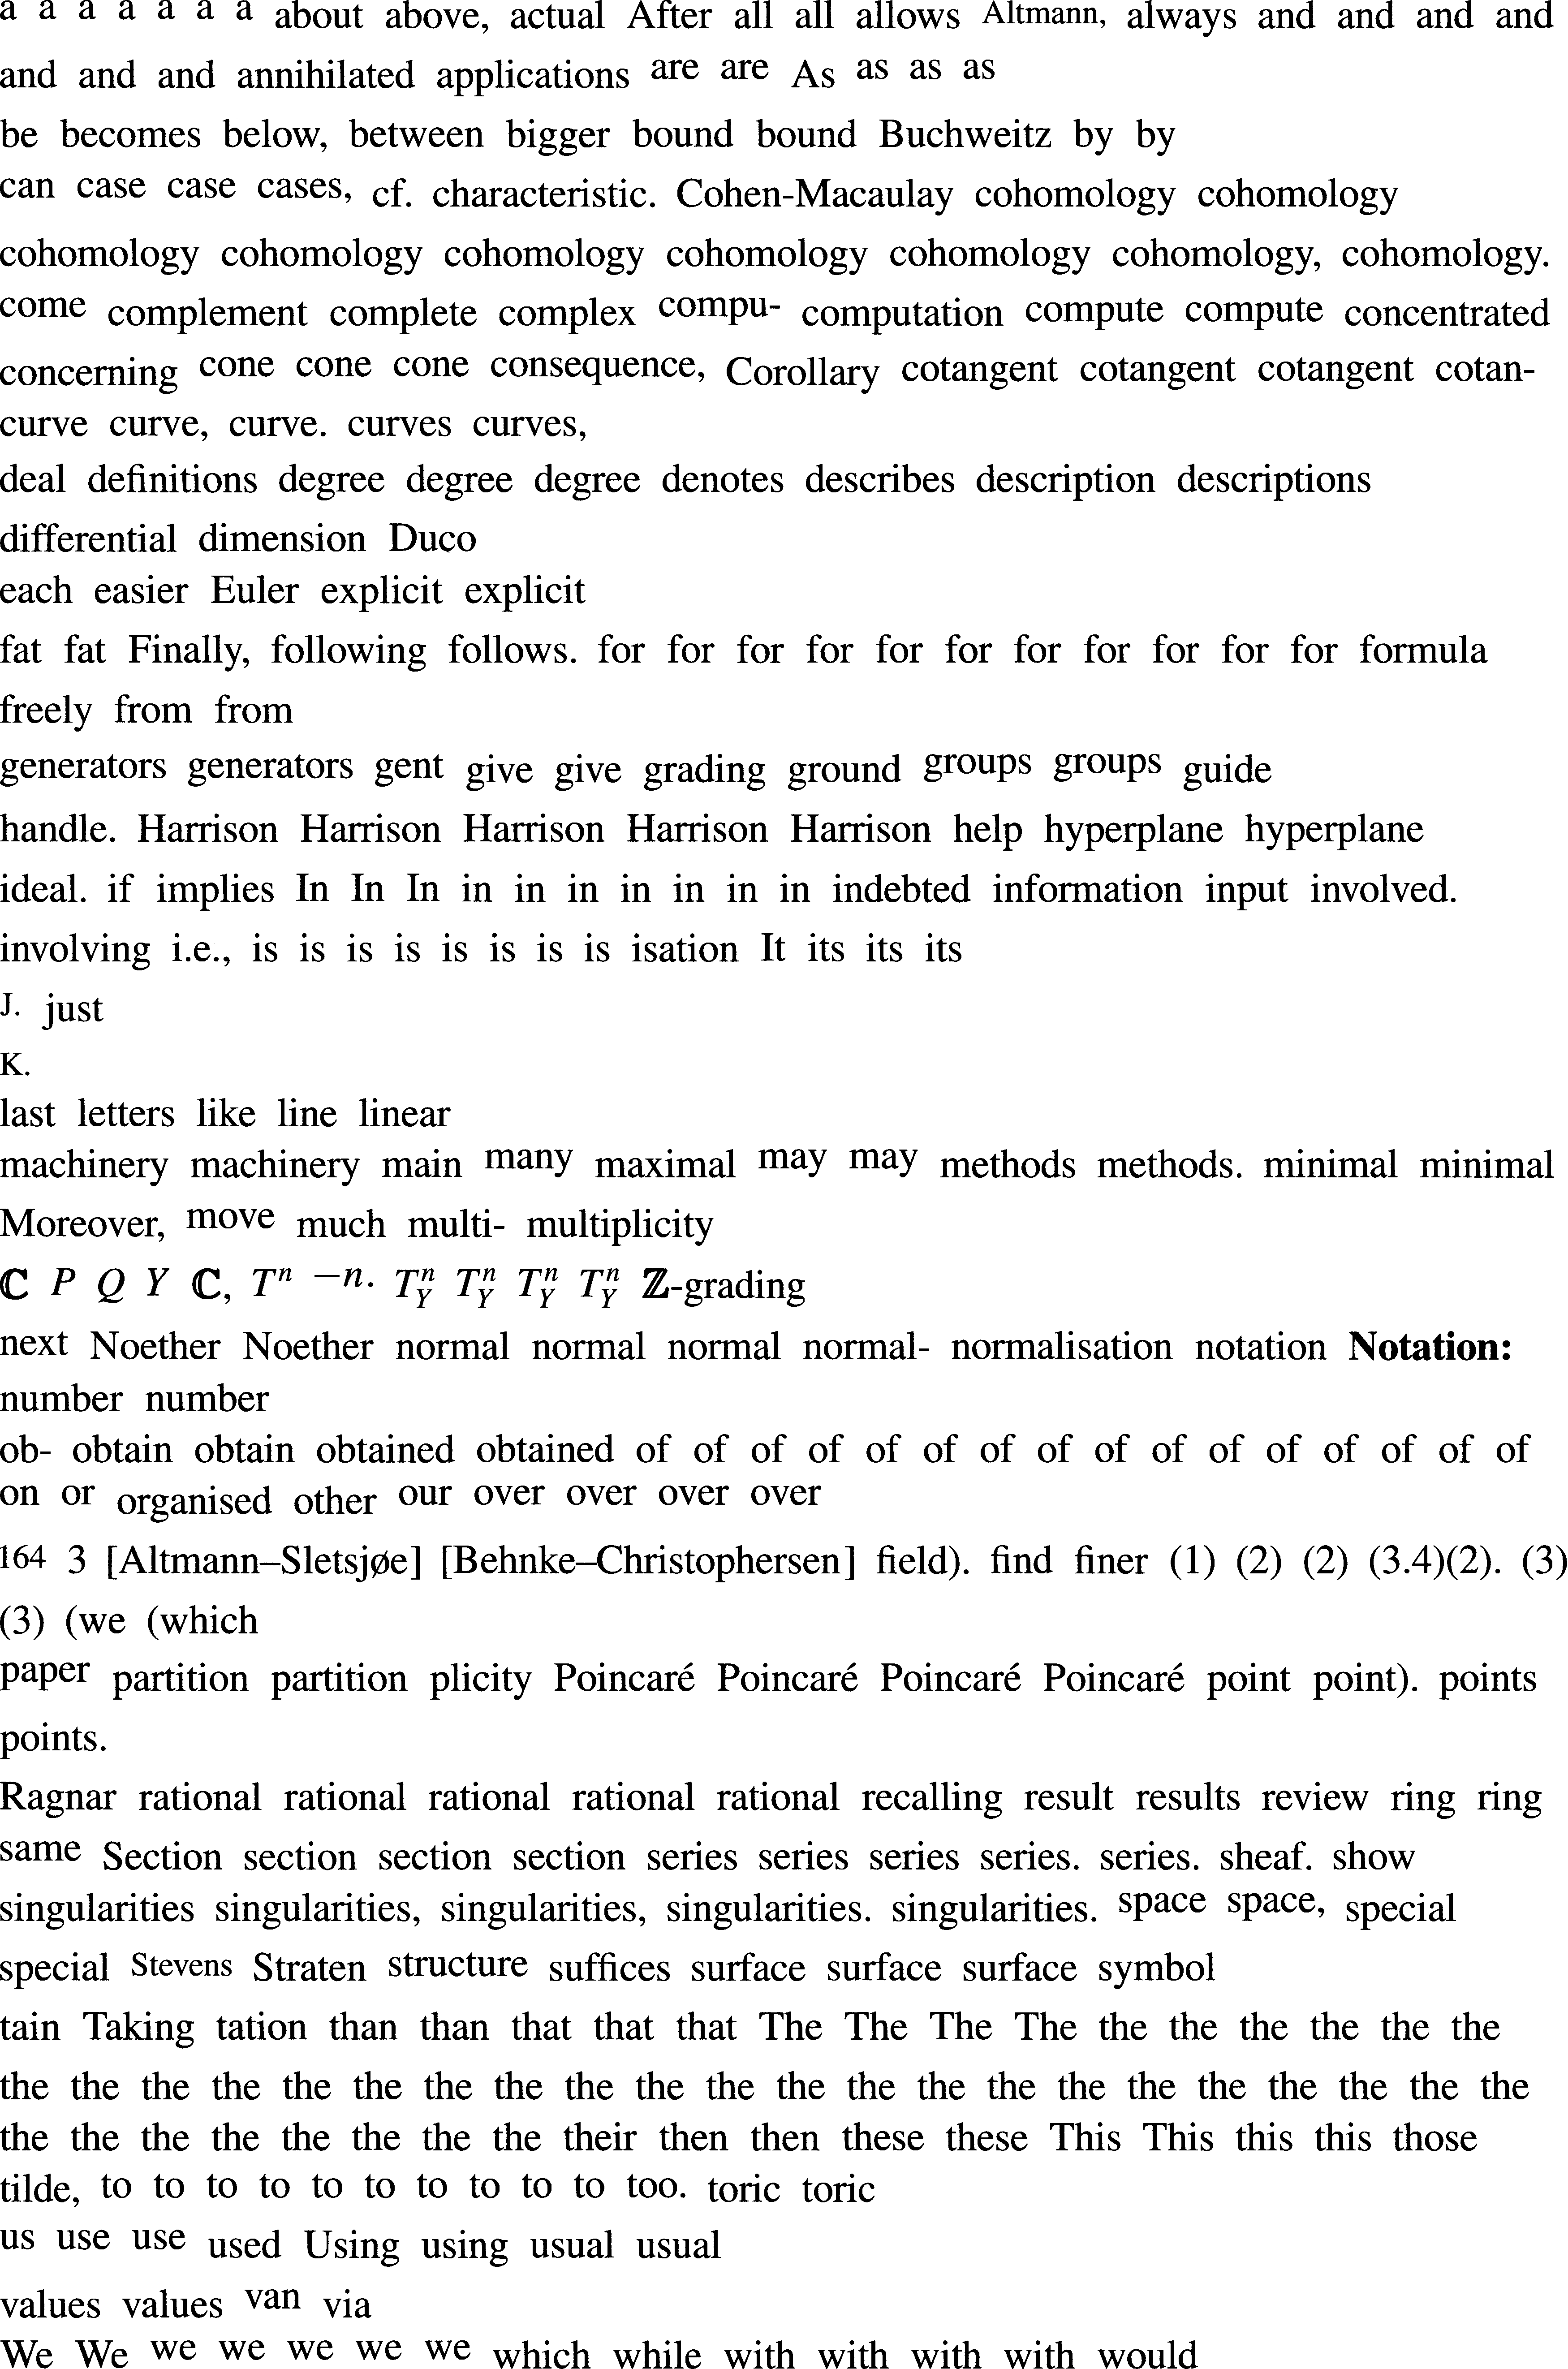 a a a a a a a about above, actual After all all allows Altmann, always and and and and
and and and annihilated applications are are As as as as
be becomes below, between bigger bound bound Buchweitz by by
can case case cases, cf. characteristic. Cohen-Macaulay cohomology cohomology
cohomology cohomology cohomology cohomology cohomology cohomology, cohomology.
come complement complete complex compu- computation compute compute concentrated
concerning cone cone cone consequence, Corollary cotangent cotangent cotangent cotan-
curve curve, curve. curves curves,
deal definitions degree degree degree denotes describes description descriptions
differential dimension Duco
each easier Euler explicit explicit
fat fat Finally, following follows. for for for for for for for for for for for formula
freely from from
generators generators gent give give grading ground groups groups guide
handle. Harrison Harrison Harrison Harrison Harrison help hyperplane hyperplane
ideal. if implies In In In in in in in in in in indebted information input involved.
involving i.e., is is is is is is is is isation It its its its
J. just
K.
last letters like line linear
machinery machinery main many maximal may may methods methods. minimal minimal
Moreover, move much multi- multiplicity
ℂ P Q Y ℂ, Tⁿ −n. T_Y^n T_Y^n T_Y^n T_Y^n ℤ-grading
next Noether Noether normal normal normal normal- normalisation notation Notation:
number number
ob- obtain obtain obtained obtained of of of of of of of of of of of of of of of of
on or organised other our over over over over
164 3 [Altmann–Sletsjøe] [Behnke–Christophersen] field). find finer (1) (2) (2) (3.4)(2). (3)
(3) (we (which
paper partition partition plicity Poincaré Poincaré Poincaré Poincaré point point). points
points.
Ragnar rational rational rational rational rational recalling result results review ring ring
same Section section section section series series series series. series. sheaf. show
singularities singularities, singularities, singularities. singularities. space space, special
special Stevens Straten structure suffices surface surface surface symbol
tain Taking tation than than that that that The The The The the the the the the the
the the the the the the the the the the the the the the the the the the the the the the
the the the the the the the the their then then these these This This this this those
tilde, to to to to to to to to to to too. toric toric
us use use used Using using usual usual
values values van via
We We we we we we we which while with with with with would